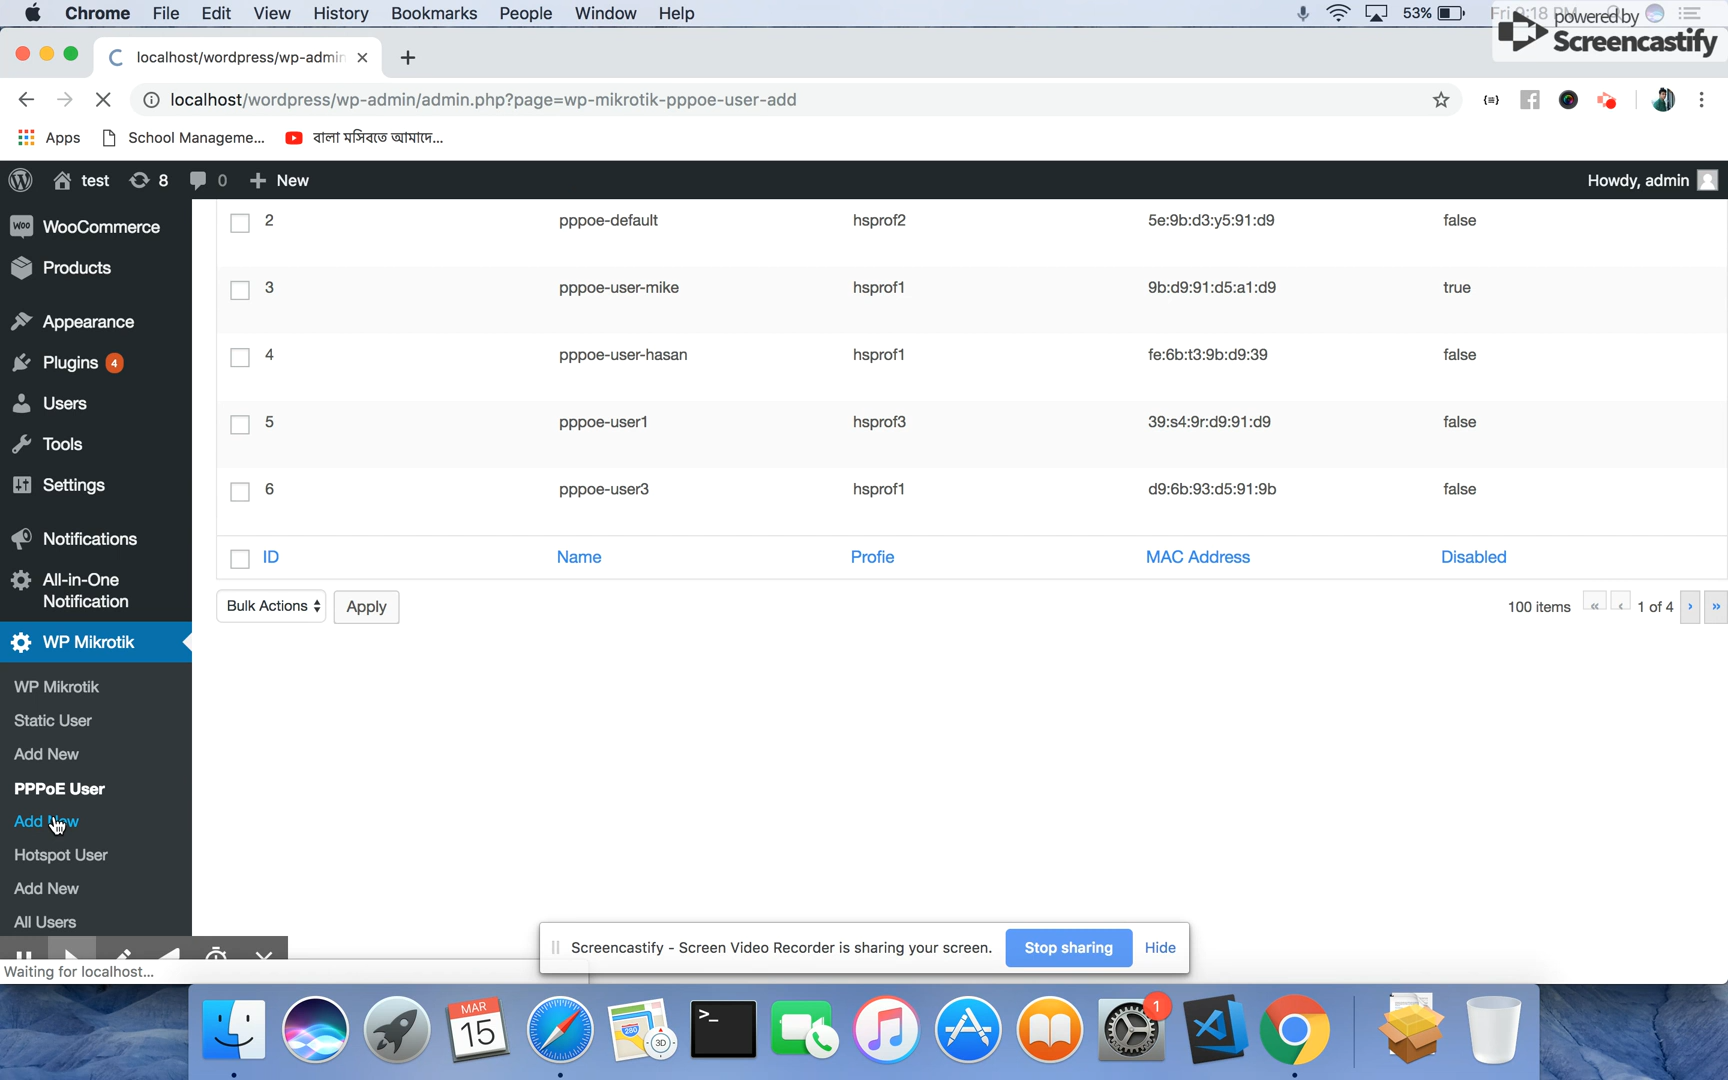 Chrome File Edit View History Bookmarks People Window Help 53% Fri
powered by
Screencastify
localhost/wordpress/wp-admin
localhost/wordpress/wp-admin/admin.php?page=wp-mikrotik-pppoe-user-add
Apps School Manageme... বালা মসিবতে আমাদে...
test 8 0 + New Howdy, admin
WooCommerce
Products
Appearance
Plugins 4
Users
Tools
Settings
Notifications
All-in-One
Notification
WP Mikrotik
WP Mikrotik
Static User
Add New
PPPoE User
Add New
Hotspot User
Add New
All Users
2 pppoe-default hsprof2 5e:9b:d3:y5:91:d9 false
3 pppoe-user-mike hsprof1 9b:d9:91:d5:a1:d9 true
4 pppoe-user-hasan hsprof1 fe:6b:t3:9b:d9:39 false
5 pppoe-user1 hsprof3 39:s4:9r:d9:91:d9 false
6 pppoe-user3 hsprof1 d9:6b:93:d5:91:9b false
ID Name Profie MAC Address Disabled
Bulk Actions Apply 100 items « ‹ 1 of 4 › »
Screencastify - Screen Video Recorder is sharing your screen. Stop sharing Hide
Waiting for localhost...
MAR
15
280
3D
>_
1